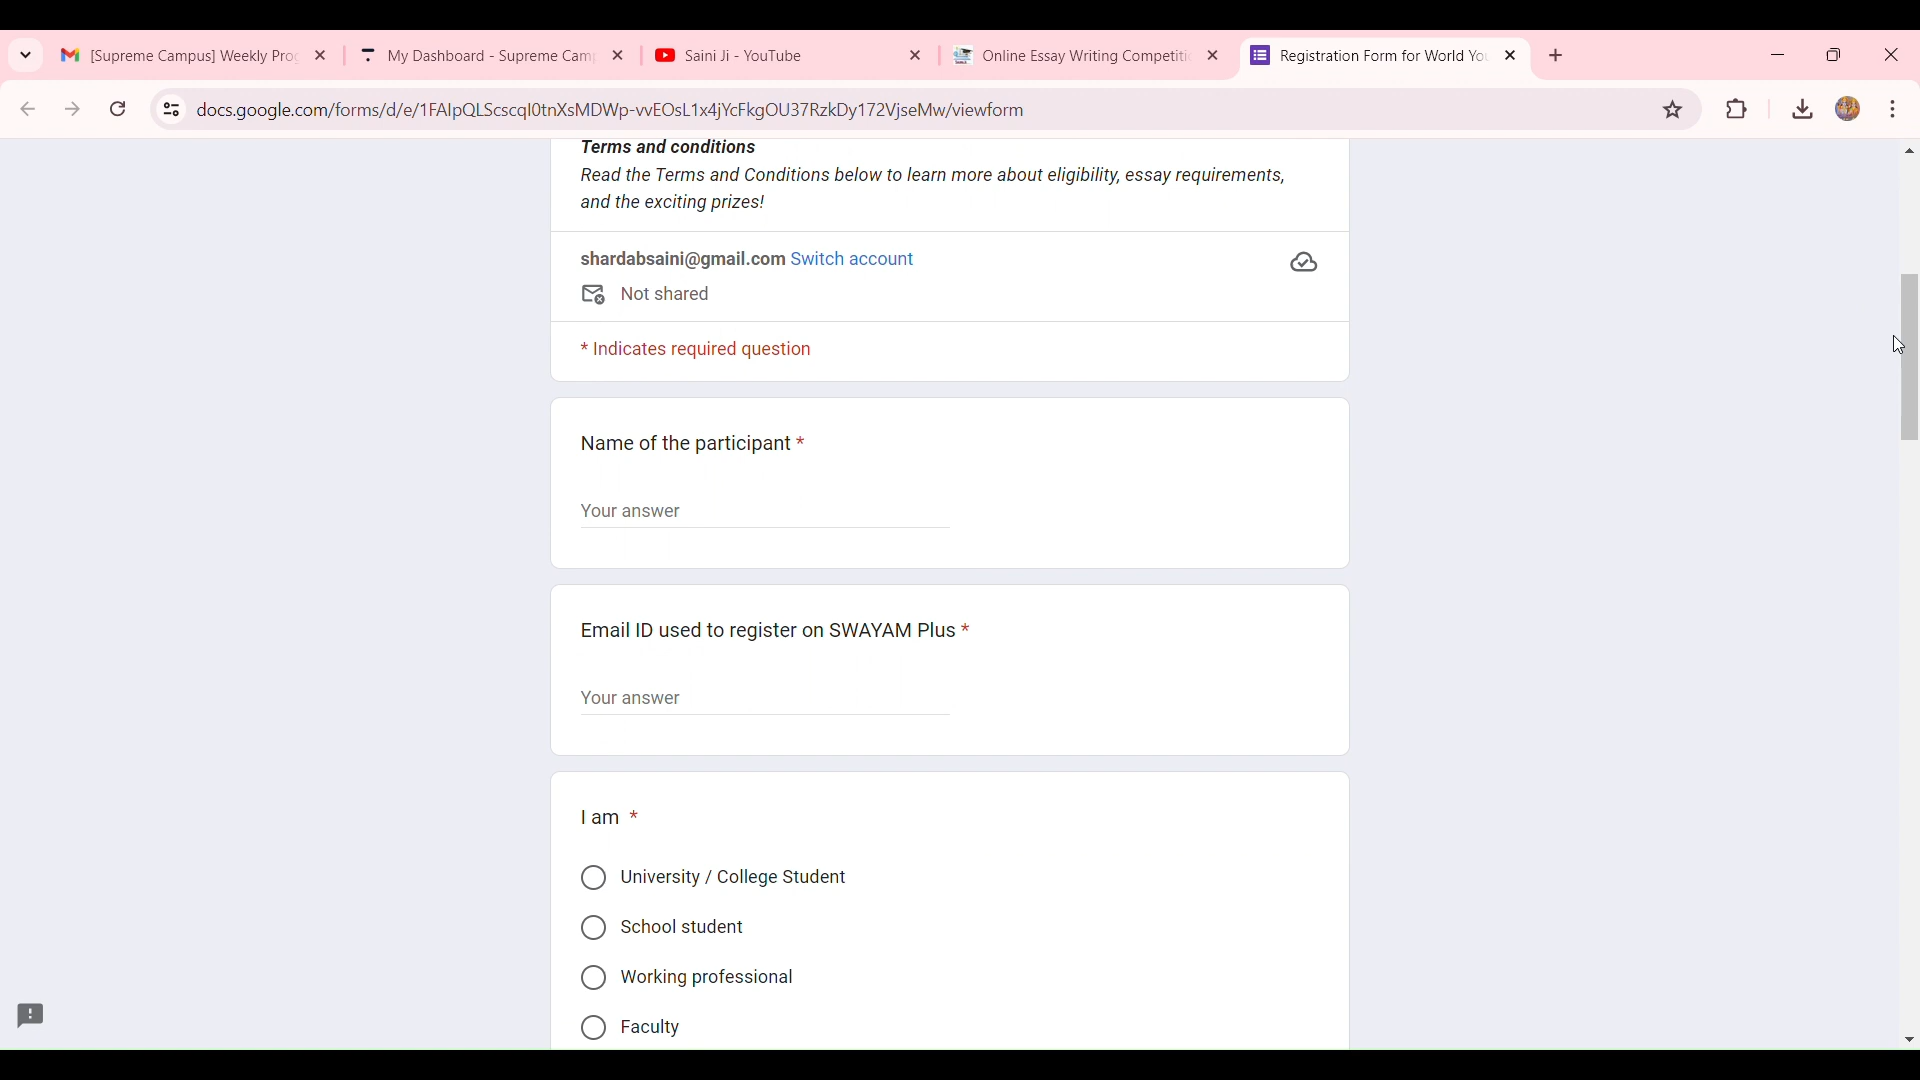 [Supreme Campus] Weekly Prog
My Dashboard - Supreme Camp
Saini Ji - YouTube
Online Essay Writing Competitio
Registration Form for World You
docs.google.com/forms/d/e/1FAIpQLScscqI0tnXsMDWp-vvEOsL1x4jYcFkgOU37RzkDy172VjseMw/viewform
Terms and conditions
Read the Terms and Conditions below to learn more about eligibility, essay requirements,
and the exciting prizes!
shardabsaini@gmail.com Switch account
Not shared
* Indicates required question
Name of the participant *
Your answer
Email ID used to register on SWAYAM Plus *
Your answer
I am *
University / College Student
School student
Working professional
Faculty